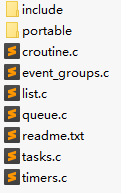 include
portable
croutine.c
event_groups.c
list.c
queue.c
readme.txt
tasks.c
timers.c